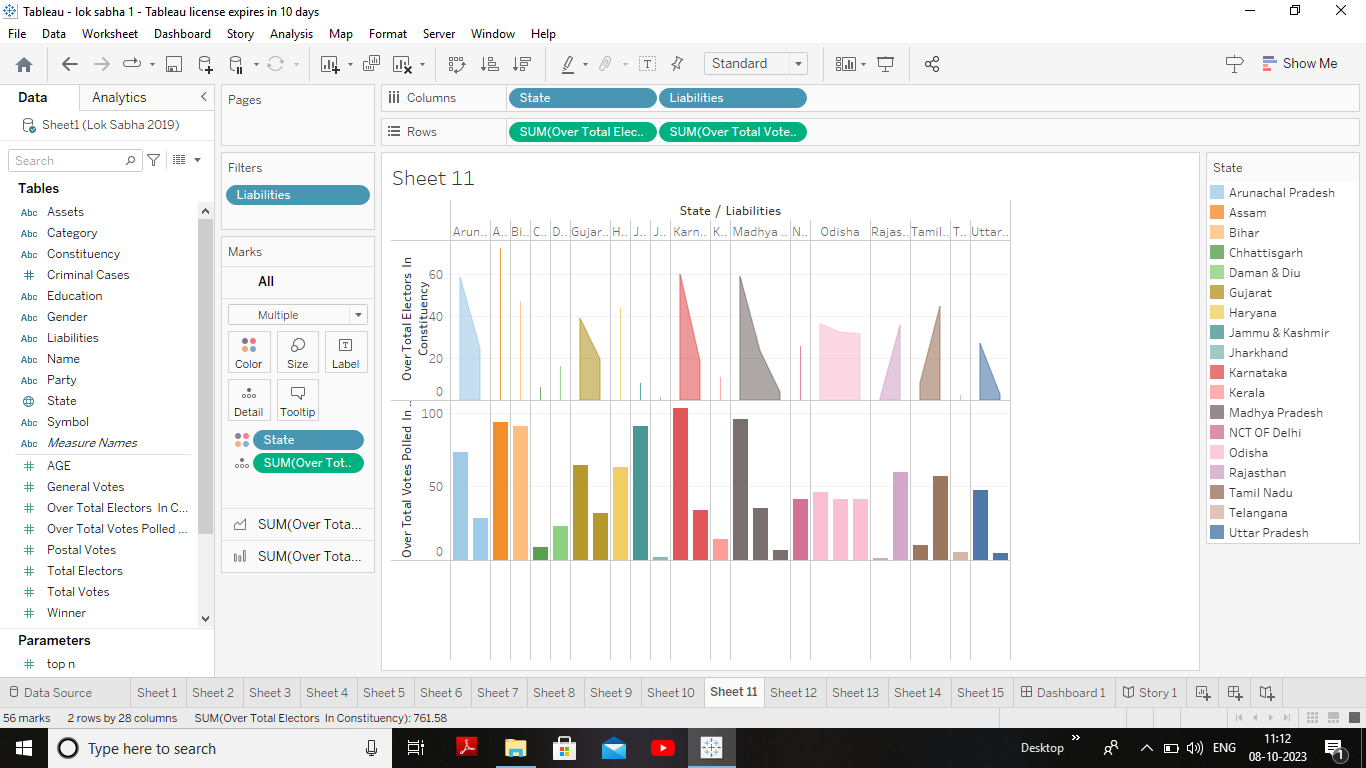 Tableau - lok sabha 1 - Tableau license expires in 10 days
File Data Worksheet Dashboard Story Analysis Map Format Server Window Help
Standard
Show Me
Data Analytics
Sheet1 (Lok Sabha 2019)
Search
Tables
Abc Assets
Abc Category
Abc Constituency
# Criminal Cases
Abc Education
Abc Gender
Abc Liabilities
Abc Name
Abc Party
State
Abc Symbol
Abc Measure Names
# AGE
# General Votes
# Over Total Electors In C...
# Over Total Votes Polled ...
# Postal Votes
# Total Electors
# Total Votes
# Winner
Parameters
# top n
Pages
Filters
Liabilities
Marks
All
Multiple
Color Size Label
Detail Tooltip
State
SUM(Over Tot..
SUM(Over Tota...
SUM(Over Tota...
Columns State Liabilities
Rows SUM(Over Total Elec.. SUM(Over Total Vote..
Sheet 11
State / Liabilities
Arun.. A.. Bi.. C.. D.. Gujar.. H.. J.. J.. Karn.. K.. Madhya .. N.. Odisha Rajas.. Tamil.. T.. Uttar..
Over Total Electors In
Constituency
60
40
20
0
Over Total Votes Polled In ..
100
50
0
State
Arunachal Pradesh
Assam
Bihar
Chhattisgarh
Daman & Diu
Gujarat
Haryana
Jammu & Kashmir
Jharkhand
Karnataka
Kerala
Madhya Pradesh
NCT OF Delhi
Odisha
Rajasthan
Tamil Nadu
Telangana
Uttar Pradesh
Data Source Sheet 1 Sheet 2 Sheet 3 Sheet 4 Sheet 5 Sheet 6 Sheet 7 Sheet 8 Sheet 9 Sheet 10 Sheet 11 Sheet 12 Sheet 13 Sheet 14 Sheet 15 Dashboard 1 Story 1
56 marks 2 rows by 28 columns SUM(Over Total Electors In Constituency): 761.58
Type here to search
Desktop
ENG
11:12
08-10-2023
1